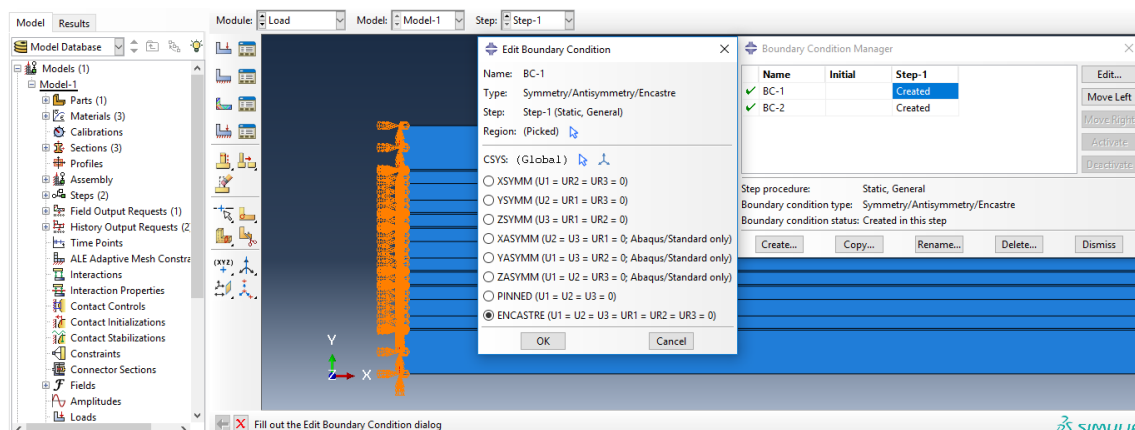 Model Results
Module: Load Model: Model-1 Step: Step-1
Model Database
Models (1)
Model-1
Parts (1)
Materials (3)
Calibrations
Sections (3)
Profiles
Assembly
Steps (2)
Field Output Requests (1)
History Output Requests (2
Time Points
ALE Adaptive Mesh Constra
Interactions
Interaction Properties
Contact Controls
Contact Initializations
Contact Stabilizations
Constraints
Connector Sections
Fields
Amplitudes
Loads
(XYZ)
Y
Z
X
Edit Boundary Condition
Name: BC-1
Type: Symmetry/Antisymmetry/Encastre
Step: Step-1 (Static, General)
Region: (Picked)
CSYS: (Global)
XSYMM (U1 = UR2 = UR3 = 0)
YSYMM (U2 = UR1 = UR3 = 0)
ZSYMM (U3 = UR1 = UR2 = 0)
XASYMM (U2 = U3 = UR1 = 0; Abaqus/Standard only)
YASYMM (U1 = U3 = UR2 = 0; Abaqus/Standard only)
ZASYMM (U1 = U2 = UR3 = 0; Abaqus/Standard only)
PINNED (U1 = U2 = U3 = 0)
ENCASTRE (U1 = U2 = U3 = UR1 = UR2 = UR3 = 0)
OK Cancel
Boundary Condition Manager
Name Initial Step-1
BC-1 Created
BC-2 Created
Edit...
Move Left
Move Right
Activate
Deactivate
Step procedure: Static, General
Boundary condition type: Symmetry/Antisymmetry/Encastre
Boundary condition status: Created in this step
Create... Copy... Rename... Delete... Dismiss
Fill out the Edit Boundary Condition dialog
SIMULIA